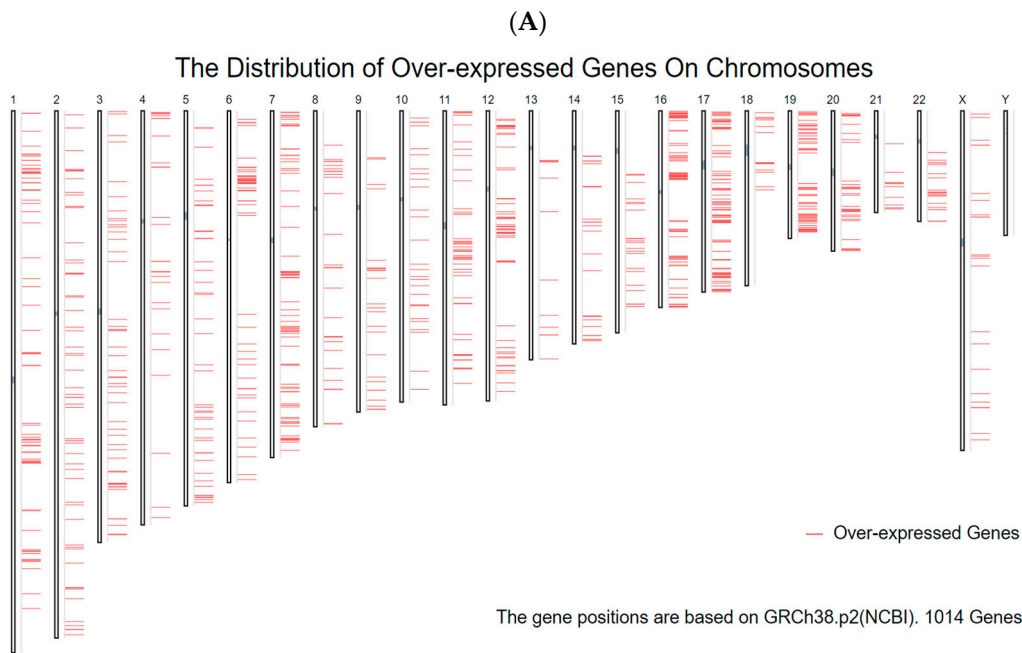 (A)
The Distribution of Over-expressed Genes On Chromosomes
1 2 3 4 5 6 7 8 9 10 11 12 13 14 15 16 17 18 19 20 21 22 X Y
Over-expressed Genes
The gene positions are based on GRCh38.p2(NCBI). 1014 Genes